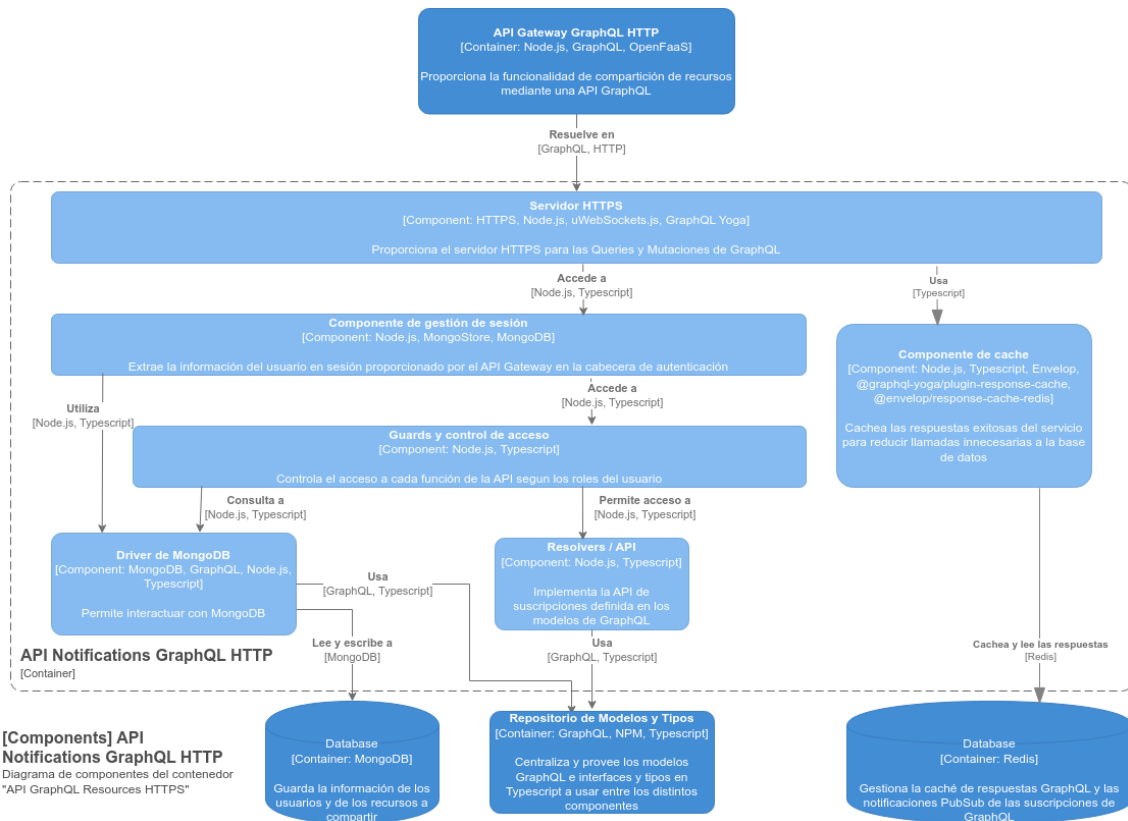 API Gateway GraphQL HTTP
[Container: Node.js, GraphQL, OpenFaaS]
Proporciona la funcionalidad de compartición de recursos
mediante una API GraphQL
Resuelve en
[GraphQL, HTTP]
Servidor HTTPS
[Component: HTTPS, Node.js, uWebSockets.js, GraphQL Yoga]
Proporciona el servidor HTTPS para las Queries y Mutaciones de GraphQL
Accede a
[Node.js, Typescript]
Usa
[Typescript]
Componente de gestión de sesión
[Component: Node.js, MongoStore, MongoDB]
Extrae la información del usuario en sesión proporcionado por el API Gateway en la cabecera de autenticación
Componente de cache
[Component: Node.js, Typescript, Envelop,
@graphql-yoga/plugin-response-cache,
@envelop/response-cache-redis]
Cachea las respuestas exitosas del servicio
para reducir llamadas innecesarias a la base
de datos
Utiliza
[Node.js, Typescript]
Accede a
[Node.js, Typescript]
Guards y control de acceso
[Component: Node.js, Typescript]
Controla el acceso a cada función de la API segun los roles del usuario
Consulta a
[Node.js, Typescript]
Permite acceso a
[Node.js, Typescript]
Driver de MongoDB
[Component: MongoDB, GraphQL, Node.js,
Typescript]
Permite interactuar con MongoDB
Usa
[GraphQL, Typescript]
Resolvers / API
[Component: Node.js, Typescript]
Implementa la API de
suscripciones definida en los
modelos de GraphQL
Lee y escribe a
[MongoDB]
Usa
[GraphQL, Typescript]
Cachea y lee las respuestas
[Redis]
API Notifications GraphQL HTTP
[Container]
[Components] API
Notifications GraphQL HTTP
Diagrama de componentes del contenedor
"API GraphQL Resources HTTPS"
Database
[Container: MongoDB]
Guarda la información de los
usuarios y de los recursos a
compartir
Repositorio de Modelos y Tipos
[Container: GraphQL, NPM, Typescript]
Centraliza y provee los modelos
GraphQL e interfaces y tipos en
Typescript a usar entre los distintos
componentes
Database
[Container: Redis]
Gestiona la caché de respuestas GraphQL y las
notificaciones PubSub de las suscripciones de
GraphQL